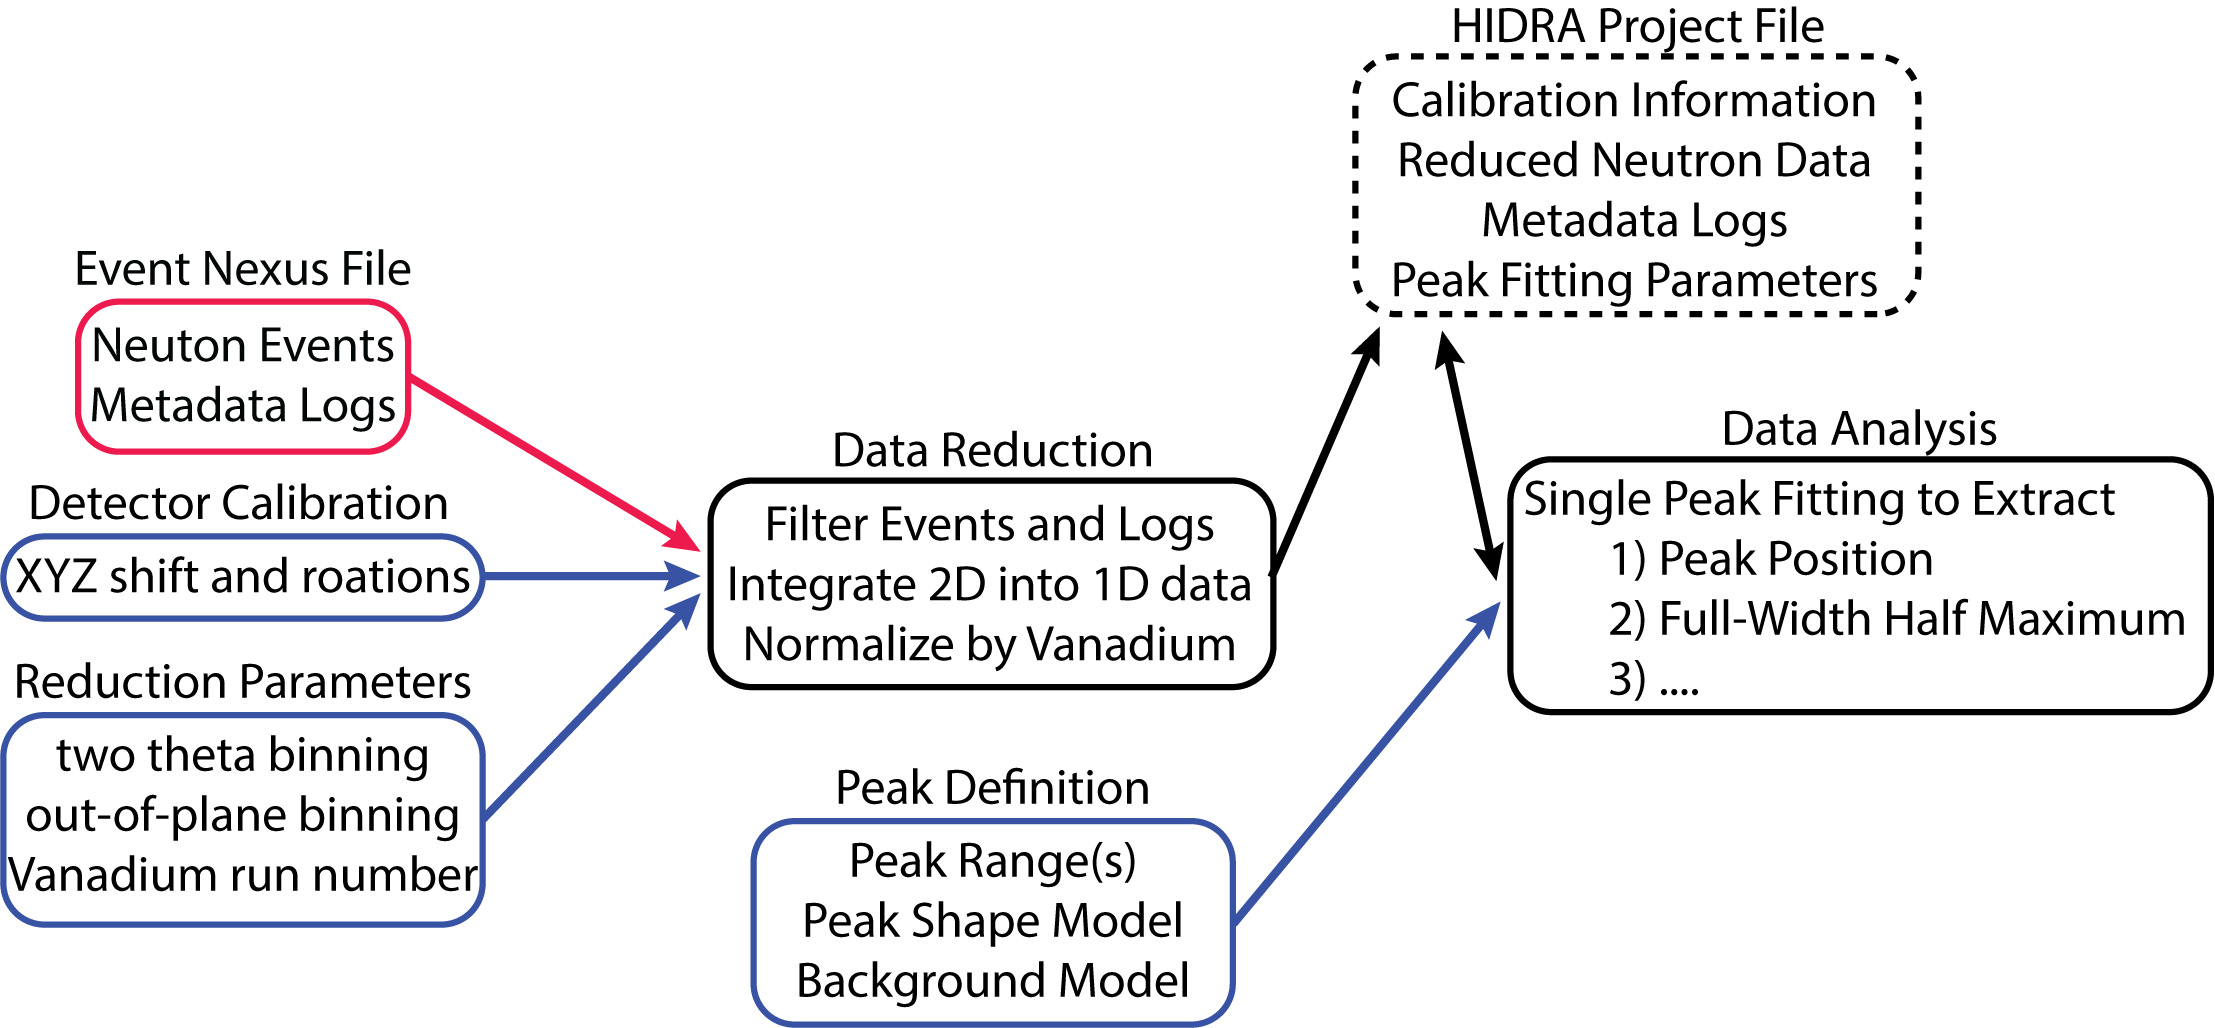 HIDRA Project File
Calibration Information
Reduced Neutron Data
Metadata Logs
Peak Fitting Parameters
Event Nexus File
Neuton Events
Metadata Logs
Detector Calibration
XYZ shift and roations
Reduction Parameters
two theta binning
out-of-plane binning
Vanadium run number
Data Reduction
Filter Events and Logs
Integrate 2D into 1D data
Normalize by Vanadium
Data Analysis
Single Peak Fitting to Extract
1) Peak Position
2) Full-Width Half Maximum
3) ....
Peak Definition
Peak Range(s)
Peak Shape Model
Background Model